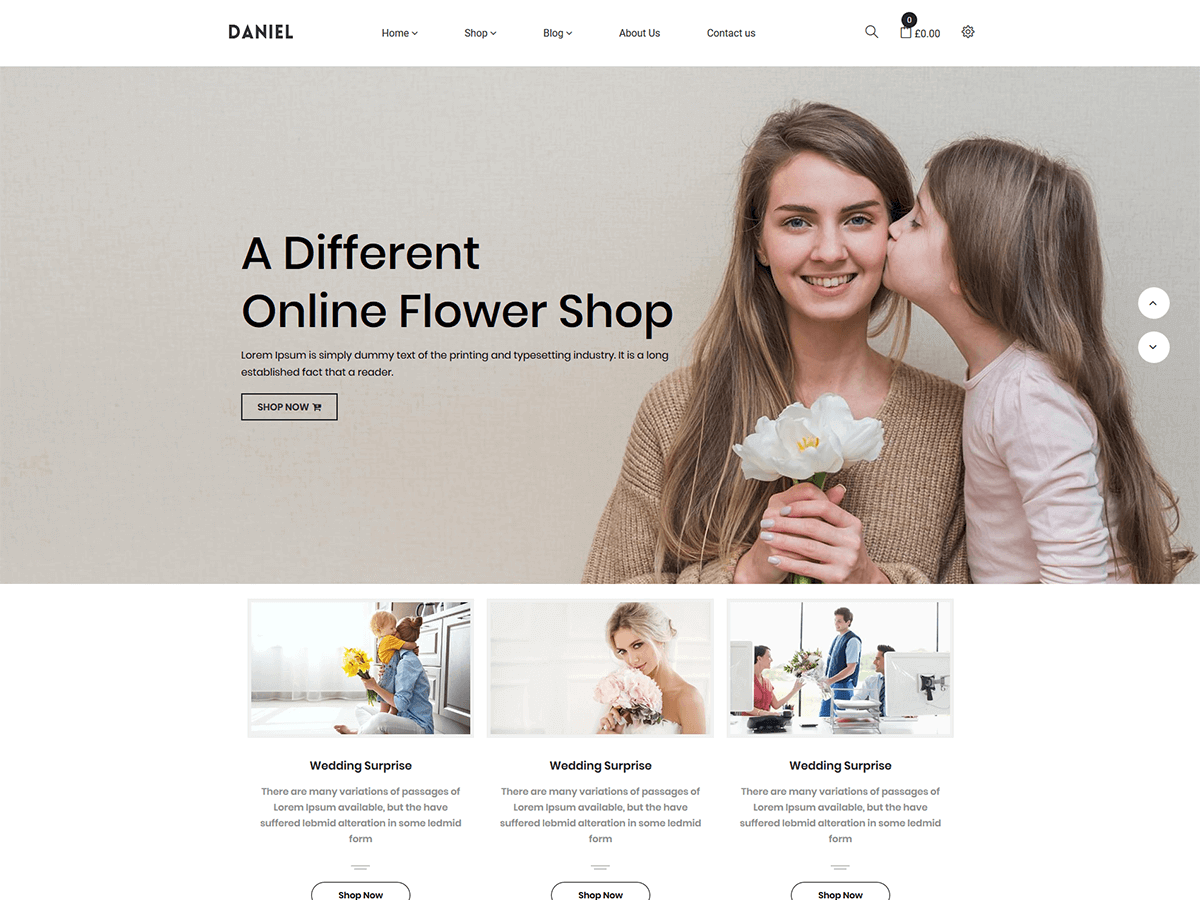 DANIEL
Home Shop Blog About Us Contact us
0
£0.00
A Different
Online Flower Shop
Lorem Ipsum is simply dummy text of the printing and typesetting industry. It is a long
established fact that a reader.
SHOP NOW
Wedding Surprise
There are many variations of passages of
Lorem Ipsum available, but the have
suffered lebmid alteration in some ledmid
form
Shop Now
Wedding Surprise
There are many variations of passages of
Lorem Ipsum available, but the have
suffered lebmid alteration in some ledmid
form
Shop Now
Wedding Surprise
There are many variations of passages of
Lorem Ipsum available, but the have
suffered lebmid alteration in some ledmid
form
Shop Now